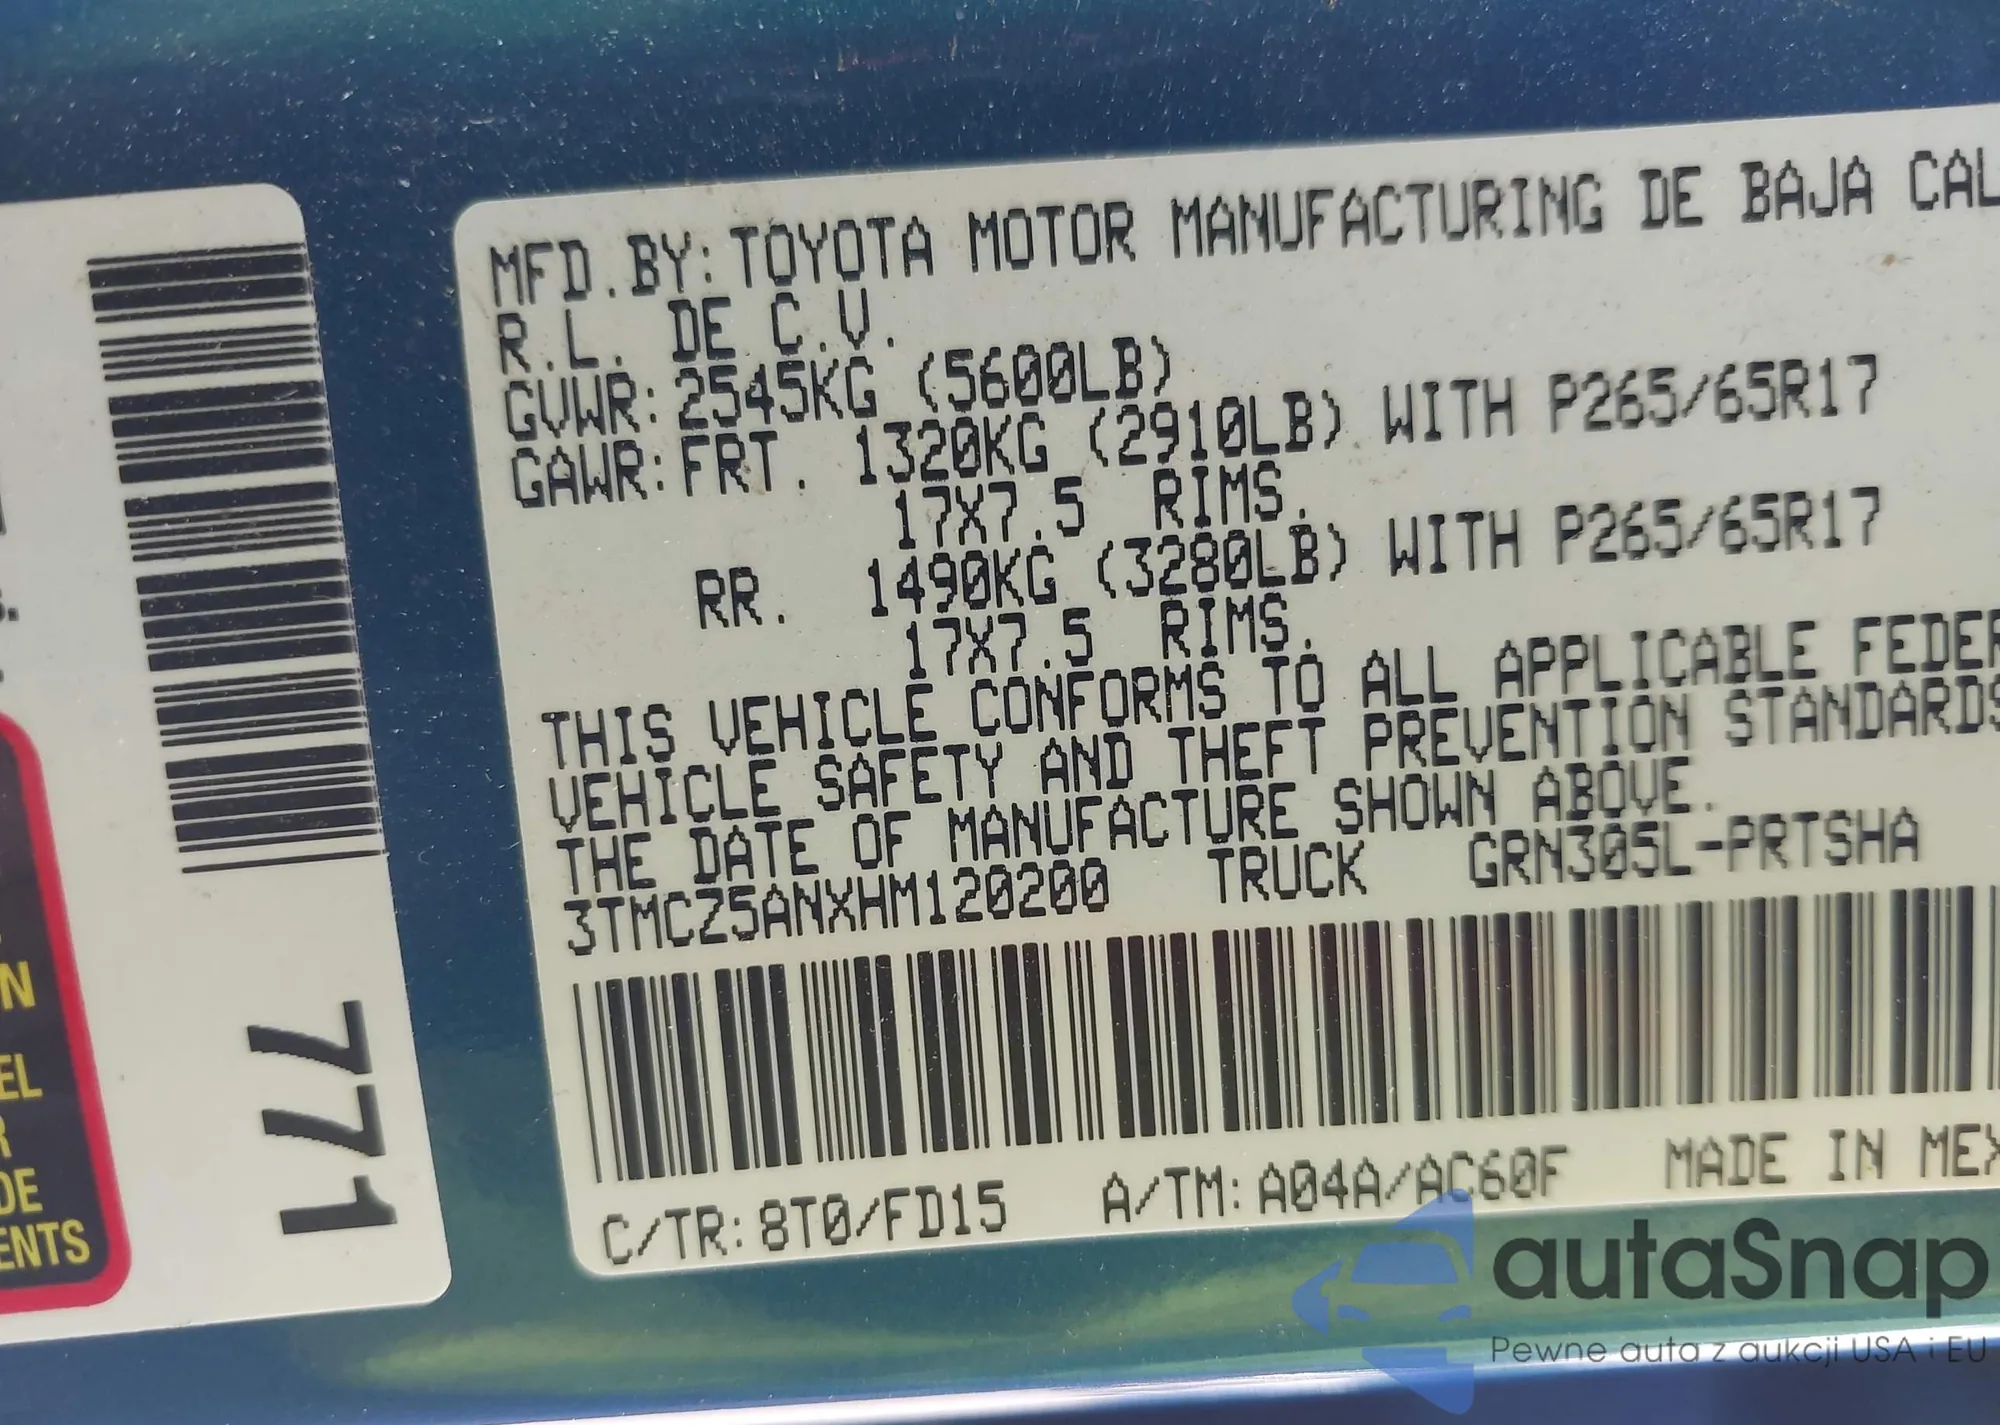 MFD.BY:TOYOTA MOTOR MANUFACTURING DE BAJA CAL
R.L. DE C.V.
GVWR:2545KG (5600LB)
GAWR:FRT. 1320KG (2910LB) WITH P265/65R17
17X7.5 RIMS.
RR. 1490KG (3280LB) WITH P265/65R17
17X7.5 RIMS.
THIS VEHICLE CONFORMS TO ALL APPLICABLE FEDER
VEHICLE SAFETY AND THEFT PREVENTION STANDARDS
THE DATE OF MANUFACTURE SHOWN ABOVE.
3TMCZ5ANXHM120200 TRUCK GRN305L-PRTSHA
C/TR:8T0/FD15 A/TM:A04A/AC60F MADE IN MEX
771
N
EL
R
DE
ENTS
autaSnap
Pewne auta z aukcji USA i EU